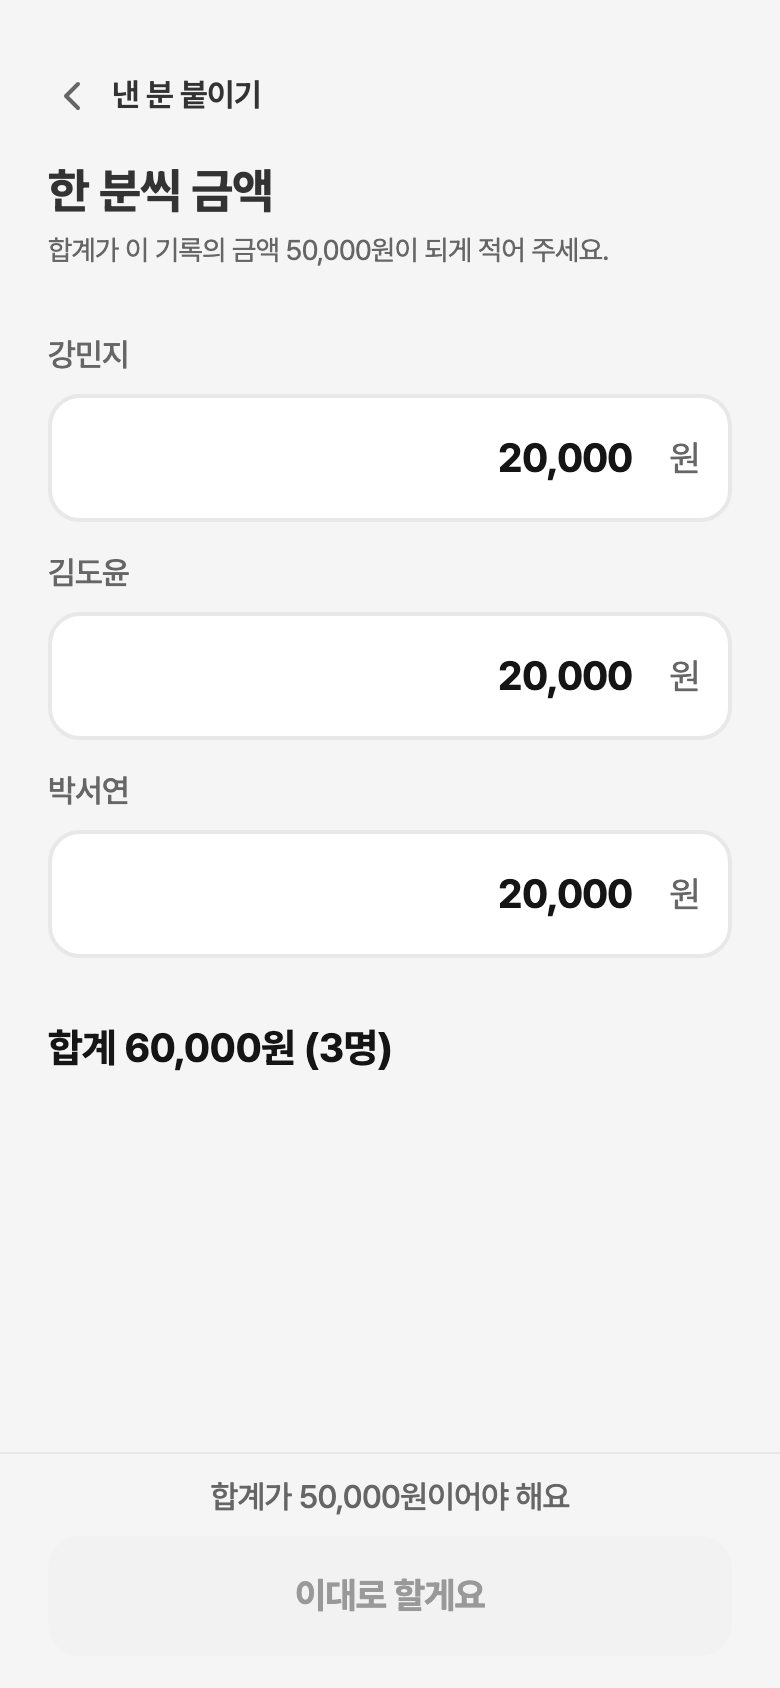 낸 분 붙이기
한 분씩 금액
합계가 이 기록의 금액 50,000원이 되게 적어 주세요.
강민지
20,000 원
김도윤
20,000 원
박서연
20,000 원
합계 60,000원 (3명)
합계가 50,000원이어야 해요
이대로 할게요